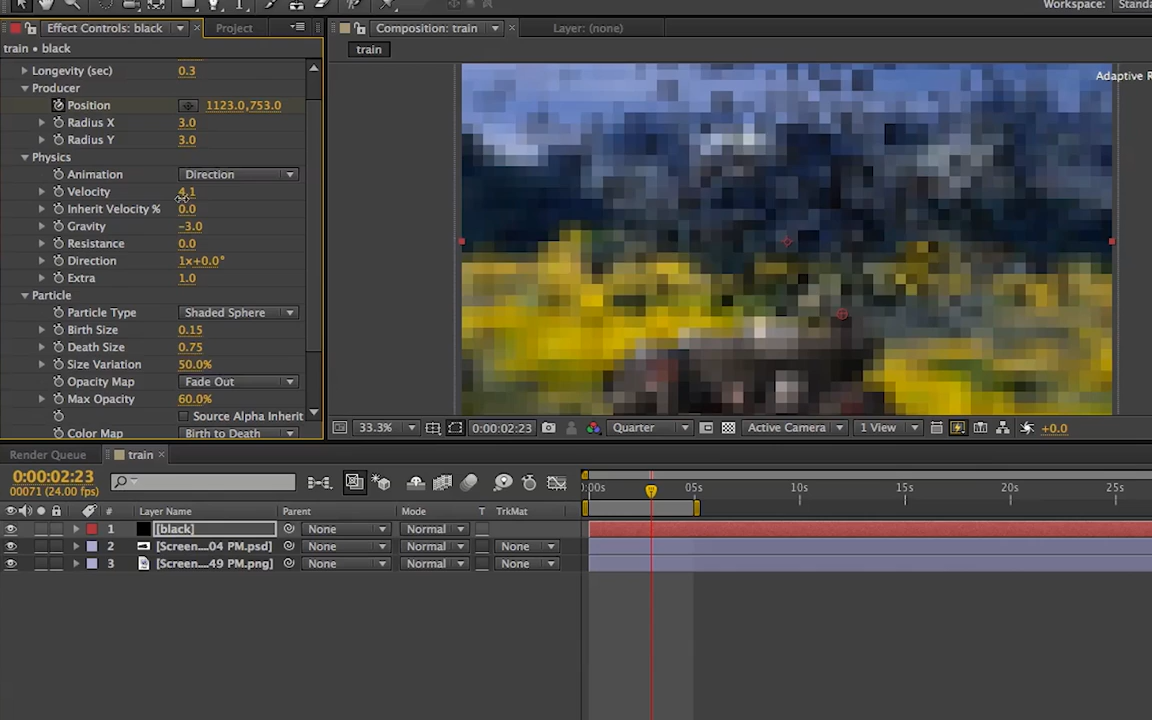 Workspace: Standa
Effect Controls: black Project Composition: train Layer: (none)
train • black train
Longevity (sec) 0.3 Adaptive R
Producer
Position 1123.0,753.0
Radius X 3.0
Radius Y 3.0
Physics
Animation Direction
Velocity 4.1
Inherit Velocity % 0.0
Gravity -3.0
Resistance 0.0
Direction 1x+0.0°
Extra 1.0
Particle
Particle Type Shaded Sphere
Birth Size 0.15
Death Size 0.75
Size Variation 50.0%
Opacity Map Fade Out
Max Opacity 60.0%
Source Alpha Inherit
Color Map Birth to Death
33.3% 0:00:02:23 Quarter Active Camera 1 View +0.0
Render Queue train
0:00:02:23
00071 (24.00 fps)
:00s 05s 10s 15s 20s 25s
# Layer Name Parent Mode T TrkMat
1 [black] None Normal
2 [Screen....04 PM.psd] None Normal None
3 [Screen....49 PM.png] None Normal None